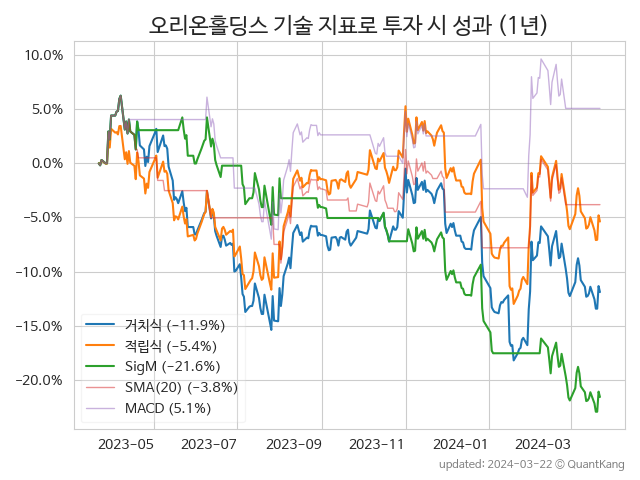 오리온홀딩스 기술 지표로 투자 시 성과 (1년)
10.0%
5.0%
0.0%
−5.0%
−10.0%
−15.0%
−20.0%
거치식 (−11.9%)
적립식 (−5.4%)
SigM (−21.6%)
SMA(20) (−3.8%)
MACD (5.1%)
2023-05 2023-07 2023-09 2023-11 2024-01 2024-03
updated: 2024-03-22 © QuantKang